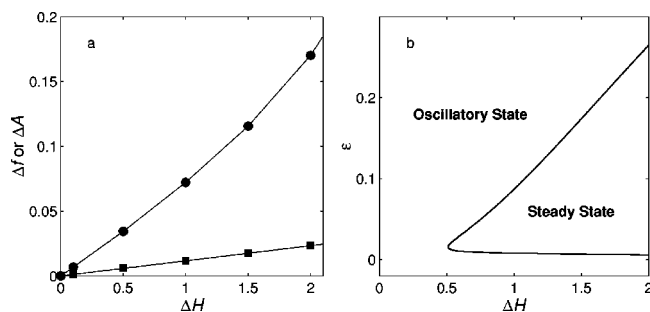 0.2
a
0.15
0.1
0.05
0
Δf or ΔA
0 0.5 1 1.5 2
ΔH
b
Oscillatory State
Steady State
0.2
0.1
0
ε
0 0.5 1 1.5 2
ΔH